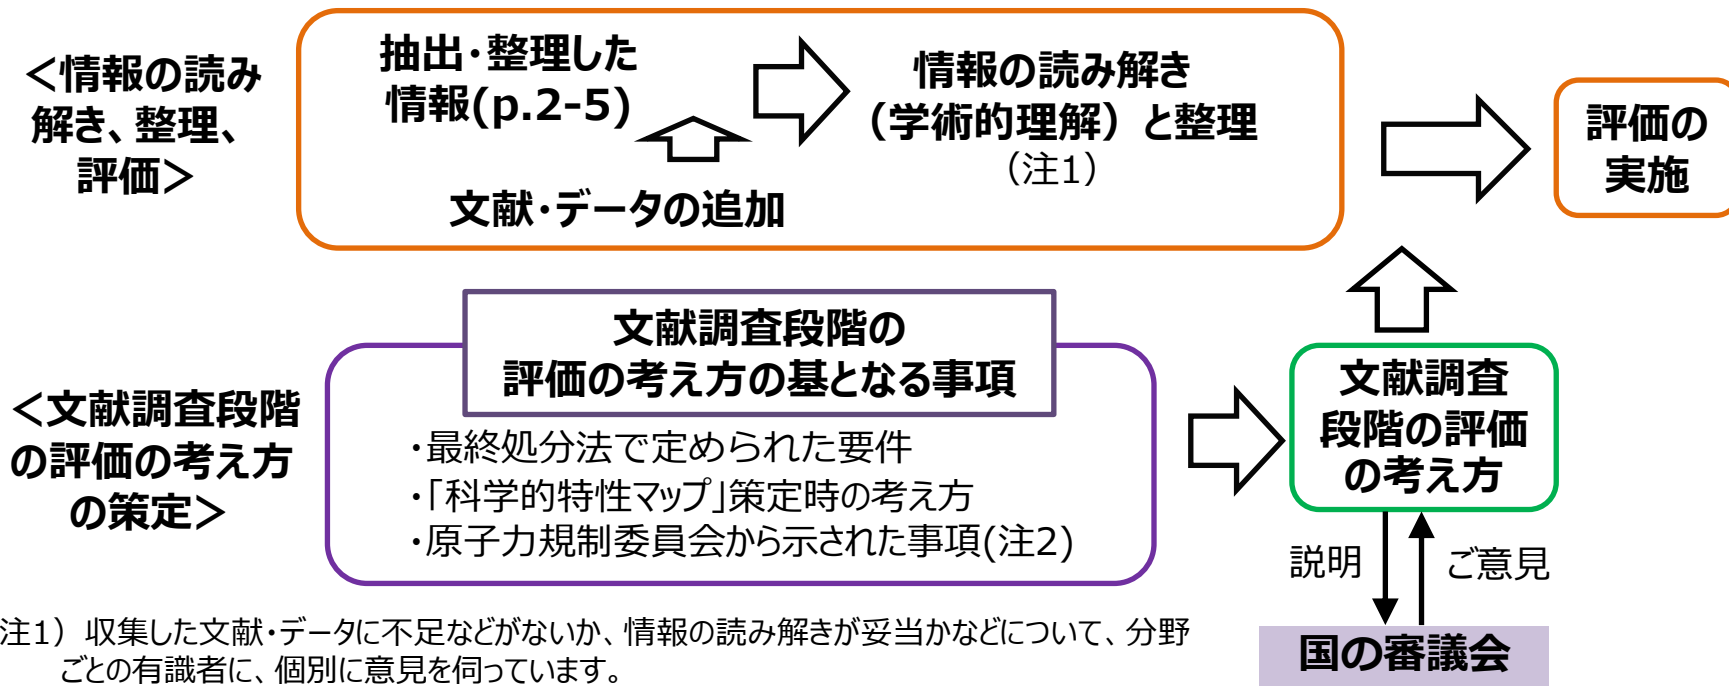 <情報の読み
解き、整理、
評価>
抽出・整理した
情報(p.2-5)
文献・データの追加
情報の読み解き
（学術的理解）と整理
（注1）
評価の
実施
<文献調査段階
の評価の考え方
の策定>
文献調査段階の
評価の考え方の基となる事項
・最終処分法で定められた要件
・「科学的特性マップ」策定時の考え方
・原子力規制委員会から示された事項(注2)
文献調査
段階の評価
の考え方
説明
ご意見
国の審議会
注1） 収集した文献・データに不足などがないか、情報の読み解きが妥当かなどについて、分野
ごとの有識者に、個別に意見を伺っています。